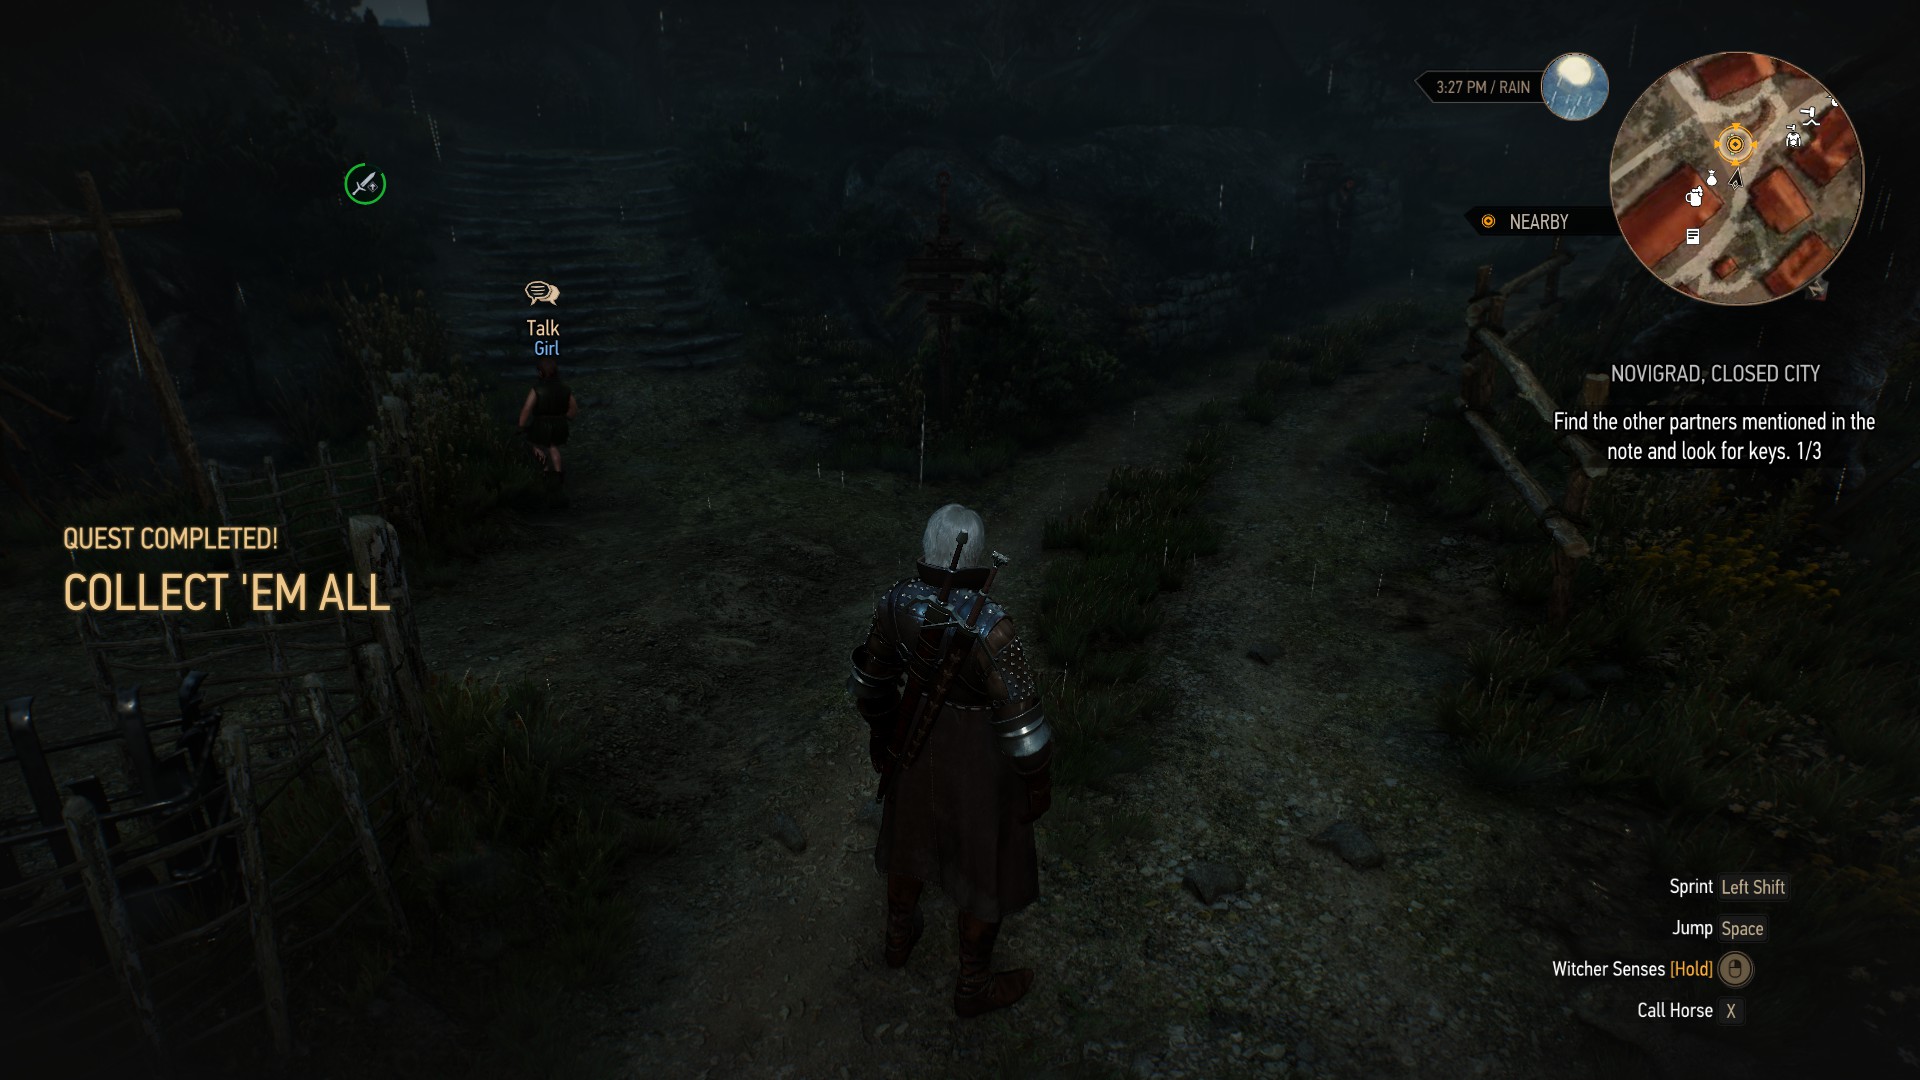 3:27 PM / RAIN
NEARBY
N
Talk
Girl
NOVIGRAD, CLOSED CITY
Find the other partners mentioned in the
note and look for keys. 1/3
QUEST COMPLETED!
COLLECT 'EM ALL
Sprint Left Shift
Jump Space
Witcher Senses [Hold]
Call Horse X